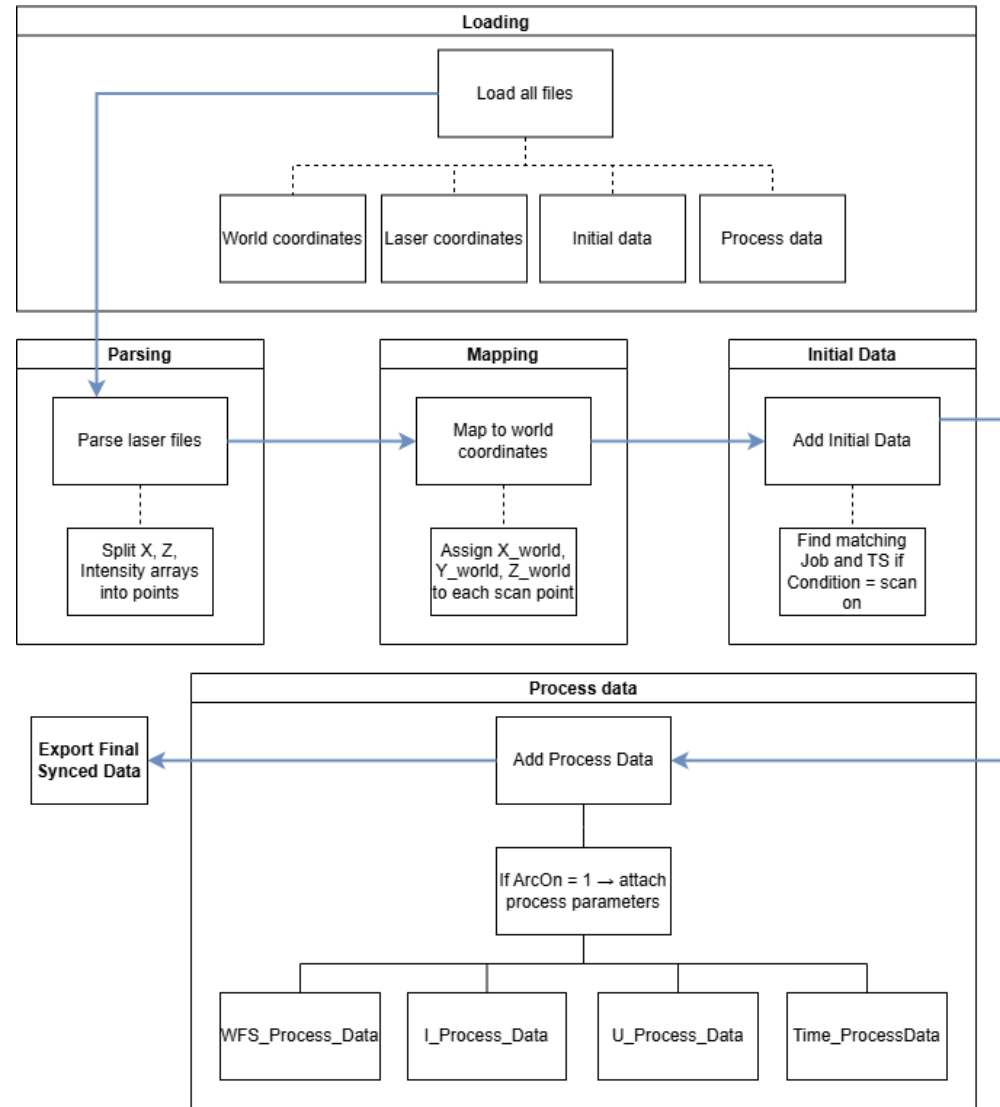 Loading
Load all files
World coordinates
Laser coordinates
Initial data
Process data
Parsing
Parse laser files
Split X, Z,
Intensity arrays
into points
Mapping
Map to world
coordinates
Assign X_world,
Y_world, Z_world
to each scan point
Initial Data
Add Initial Data
Find matching
Job and TS if
Condition = scan
on
Process data
Add Process Data
If ArcOn = 1 → attach
process parameters
WFS_Process_Data
I_Process_Data
U_Process_Data
Time_ProcessData
Export Final
Synced Data